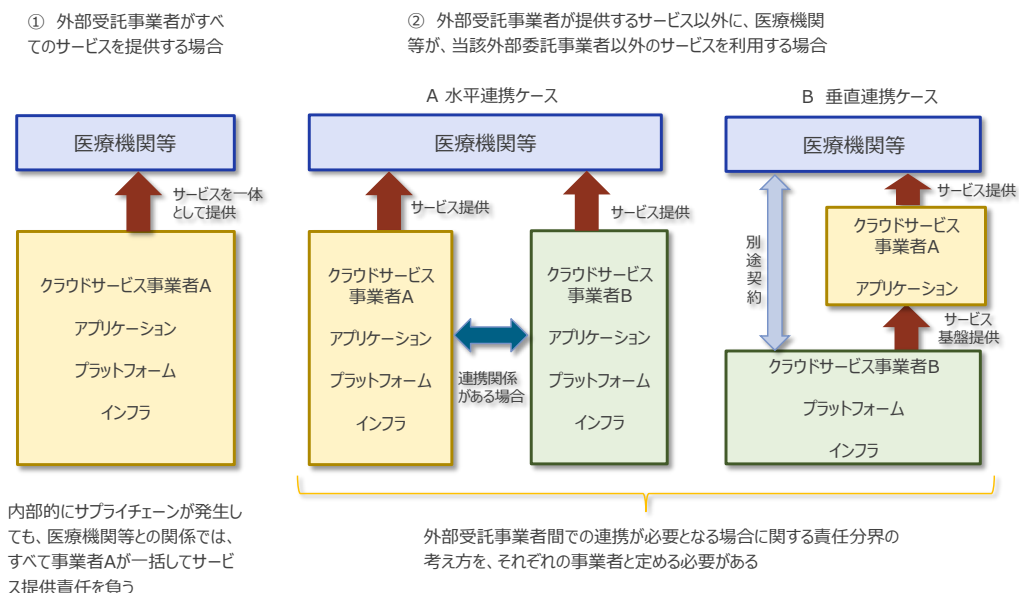 ① 外部受託事業者がすべ
てのサービスを提供する場合
② 外部受託事業者が提供するサービス以外に、医療機関
等が、当該外部委託事業者以外のサービスを利用する場合
A 水平連携ケース
B 垂直連携ケース
医療機関等
サービスを一体
として提供
クラウドサービス事業者A
アプリケーション
プラットフォーム
インフラ
内部的にサプライチェーンが発生し
ても、医療機関等との関係では、
すべて事業者Aが一括してサービ
ス提供責任を負う
医療機関等
サービス提供
サービス提供
クラウドサービス
事業者A
アプリケーション
プラットフォーム
インフラ
連携関係
がある場合
クラウドサービス
事業者B
アプリケーション
プラットフォーム
インフラ
医療機関等
サービス提供
別途契約
クラウドサービス
事業者A
アプリケーション
サービス
基盤提供
クラウドサービス事業者B
プラットフォーム
インフラ
外部受託事業者間での連携が必要となる場合に関する責任分界の
考え方を、それぞれの事業者と定める必要がある